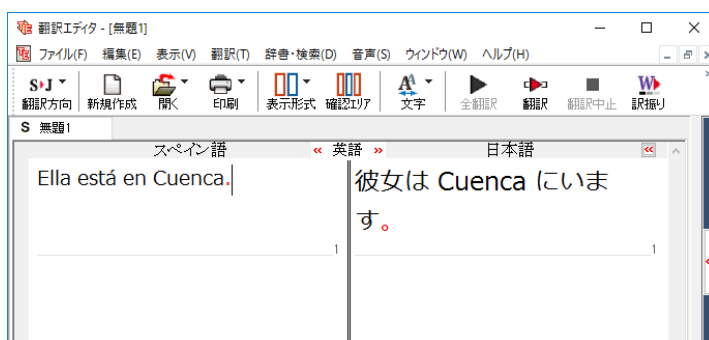 翻訳エディタ - [無題1]
ファイル(F) 編集(E) 表示(V) 翻訳(T) 辞書・検索(D) 音声(S) ウインドウ(W) ヘルプ(H)
S›J
翻訳方向 新規作成 開く 印刷 表示形式 確認エリア 文字 全翻訳 翻訳 翻訳中止 訳振り
S 無題1
スペイン語 « 英語 » 日本語 «
Ella está en Cuenca.
彼女は Cuenca にいま
す。
1
1